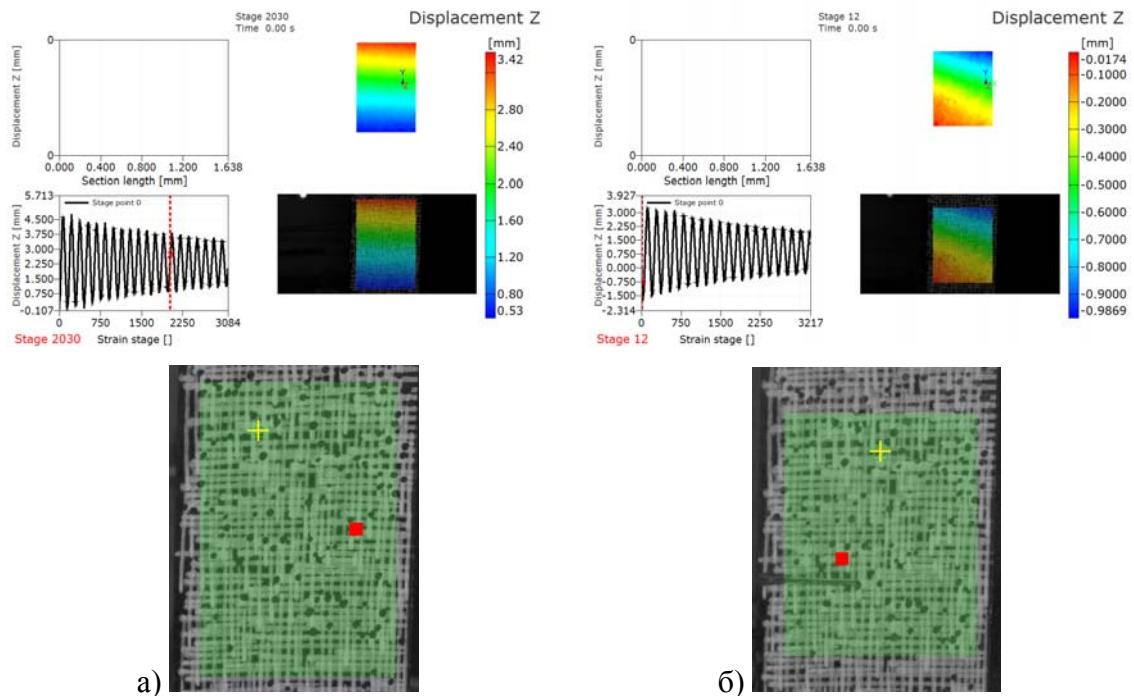 Stage 2030
Time 0.00 s
Displacement Z
[mm]
3.42
2.80
2.00
1.60
1.20
0.80
0.53
Displacement Z [mm]
0
0
0.000 0.400 0.800 1.200 1.638
Section length [mm]
Y
Z
5.713
4.500
3.750
3.000
2.250
1.500
0.750
-0.107
Displacement Z [mm]
Stage point 0
0 750 1500 2250 3084
Stage 2030 Strain stage []
Stage 12
Time 0.00 s
Displacement Z
[mm]
-0.0174
-0.1000
-0.2000
-0.3000
-0.4000
-0.5000
-0.6000
-0.7000
-0.8000
-0.9000
-0.9869
Displacement Z [mm]
0
0
0.000 0.400 0.800 1.200 1.638
Section length [mm]
Y
3.927
3.000
2.250
1.500
0.750
0.000
-0.750
-1.500
-2.314
Displacement Z [mm]
Stage point 0
0 750 1500 2250 3217
Stage 12 Strain stage []
а)
б)